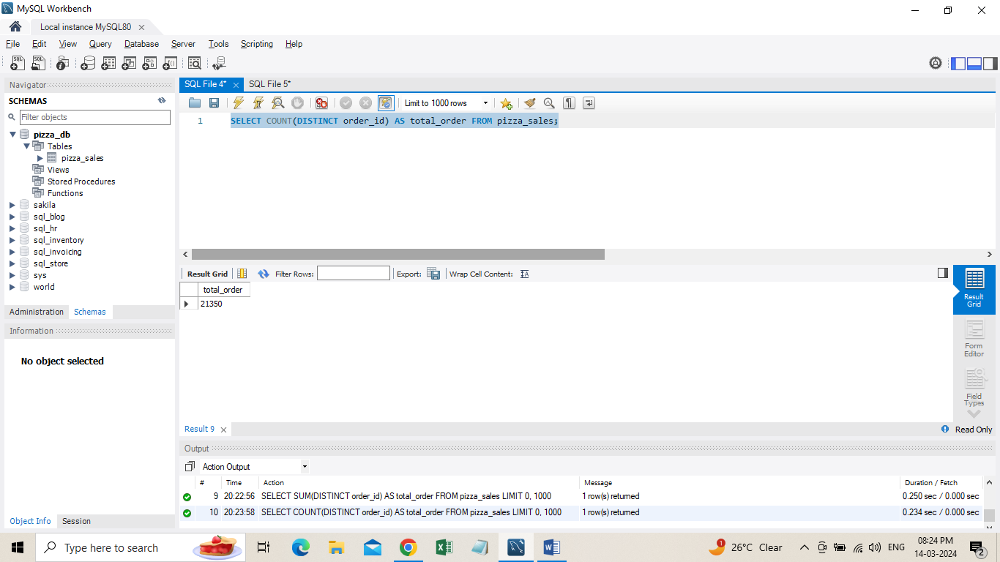 MySQL Workbench
Local instance MySQL80
File Edit View Query Database Server Tools Scripting Help
Navigator
SCHEMAS
Filter objects
pizza_db
Tables
pizza_sales
Views
Stored Procedures
Functions
sakila
sql_blog
sql_hr
sql_inventory
sql_invoicing
sql_store
sys
world
Administration Schemas
Information
No object selected
Object Info Session
SQL File 4* SQL File 5*
Limit to 1000 rows
1 SELECT COUNT(DISTINCT order_id) AS total_order FROM pizza_sales;
Result Grid Filter Rows: Export: Wrap Cell Content:
total_order
21350
Result
Grid
Form
Editor
Field
Types
Result 9 Read Only
Output
Action Output
# Time Action Message Duration / Fetch
9 20:22:56 SELECT SUM(DISTINCT order_id) AS total_order FROM pizza_sales LIMIT 0, 1000 1 row(s) returned 0.250 sec / 0.000 sec
10 20:23:58 SELECT COUNT(DISTINCT order_id) AS total_order FROM pizza_sales LIMIT 0, 1000 1 row(s) returned 0.234 sec / 0.000 sec
Type here to search
1 26°C Clear ENG 08:24 PM
14-03-2024
2